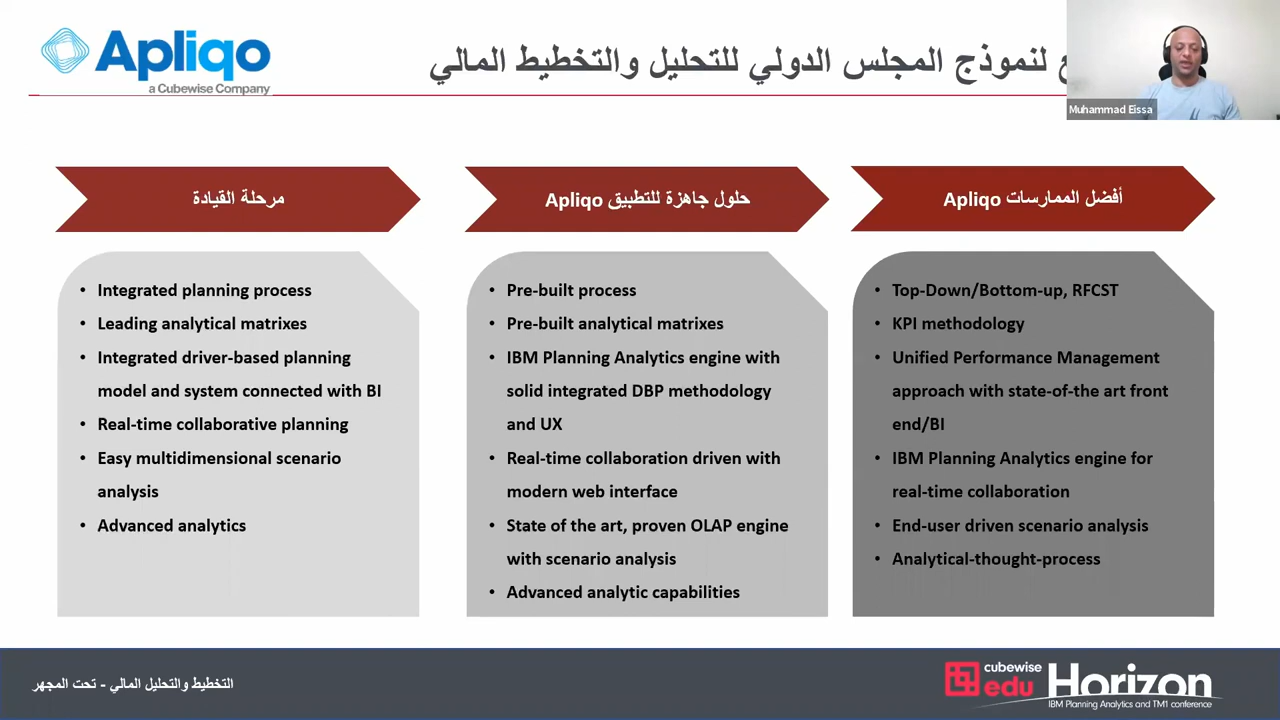 Apliqo
a Cubewise Company
لنموذج المجلس الدولي للتحليل والتخطيط المالي
Muhammad Eissa
مرحلة القيادة
• Integrated planning process
• Leading analytical matrixes
• Integrated driver-based planning
model and system connected with BI
• Real-time collaborative planning
• Easy multidimensional scenario
analysis
• Advanced analytics
حلول جاهزة للتطبيق Apliqo
• Pre-built process
• Pre-built analytical matrixes
• IBM Planning Analytics engine with
solid integrated DBP methodology
and UX
• Real-time collaboration driven with
modern web interface
• State of the art, proven OLAP engine
with scenario analysis
• Advanced analytic capabilities
أفضل الممارسات Apliqo
• Top-Down/Bottom-up, RFCST
• KPI methodology
• Unified Performance Management
approach with state-of-the art front
end/BI
• IBM Planning Analytics engine for
real-time collaboration
• End-user driven scenario analysis
• Analytical-thought-process
التخطيط والتحليل المالي - تحت المجهر
cubewise
edu
Horizon
IBM Planning Analytics and TM1 conference